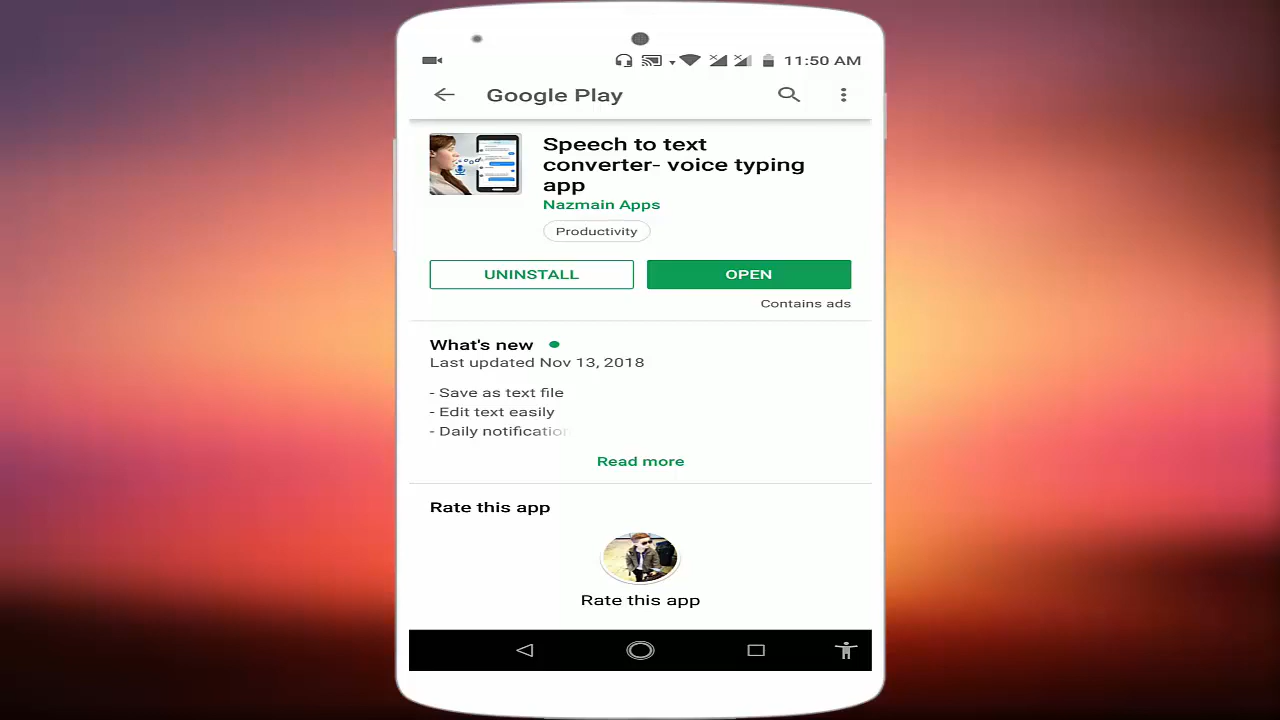 11:50 AM
Google Play
Speech to text
converter- voice typing
app
Nazmain Apps
Productivity
UNINSTALL
OPEN
Contains ads
What's new
Last updated Nov 13, 2018
- Save as text file
- Edit text easily
- Daily notification
Read more
Rate this app
Rate this app